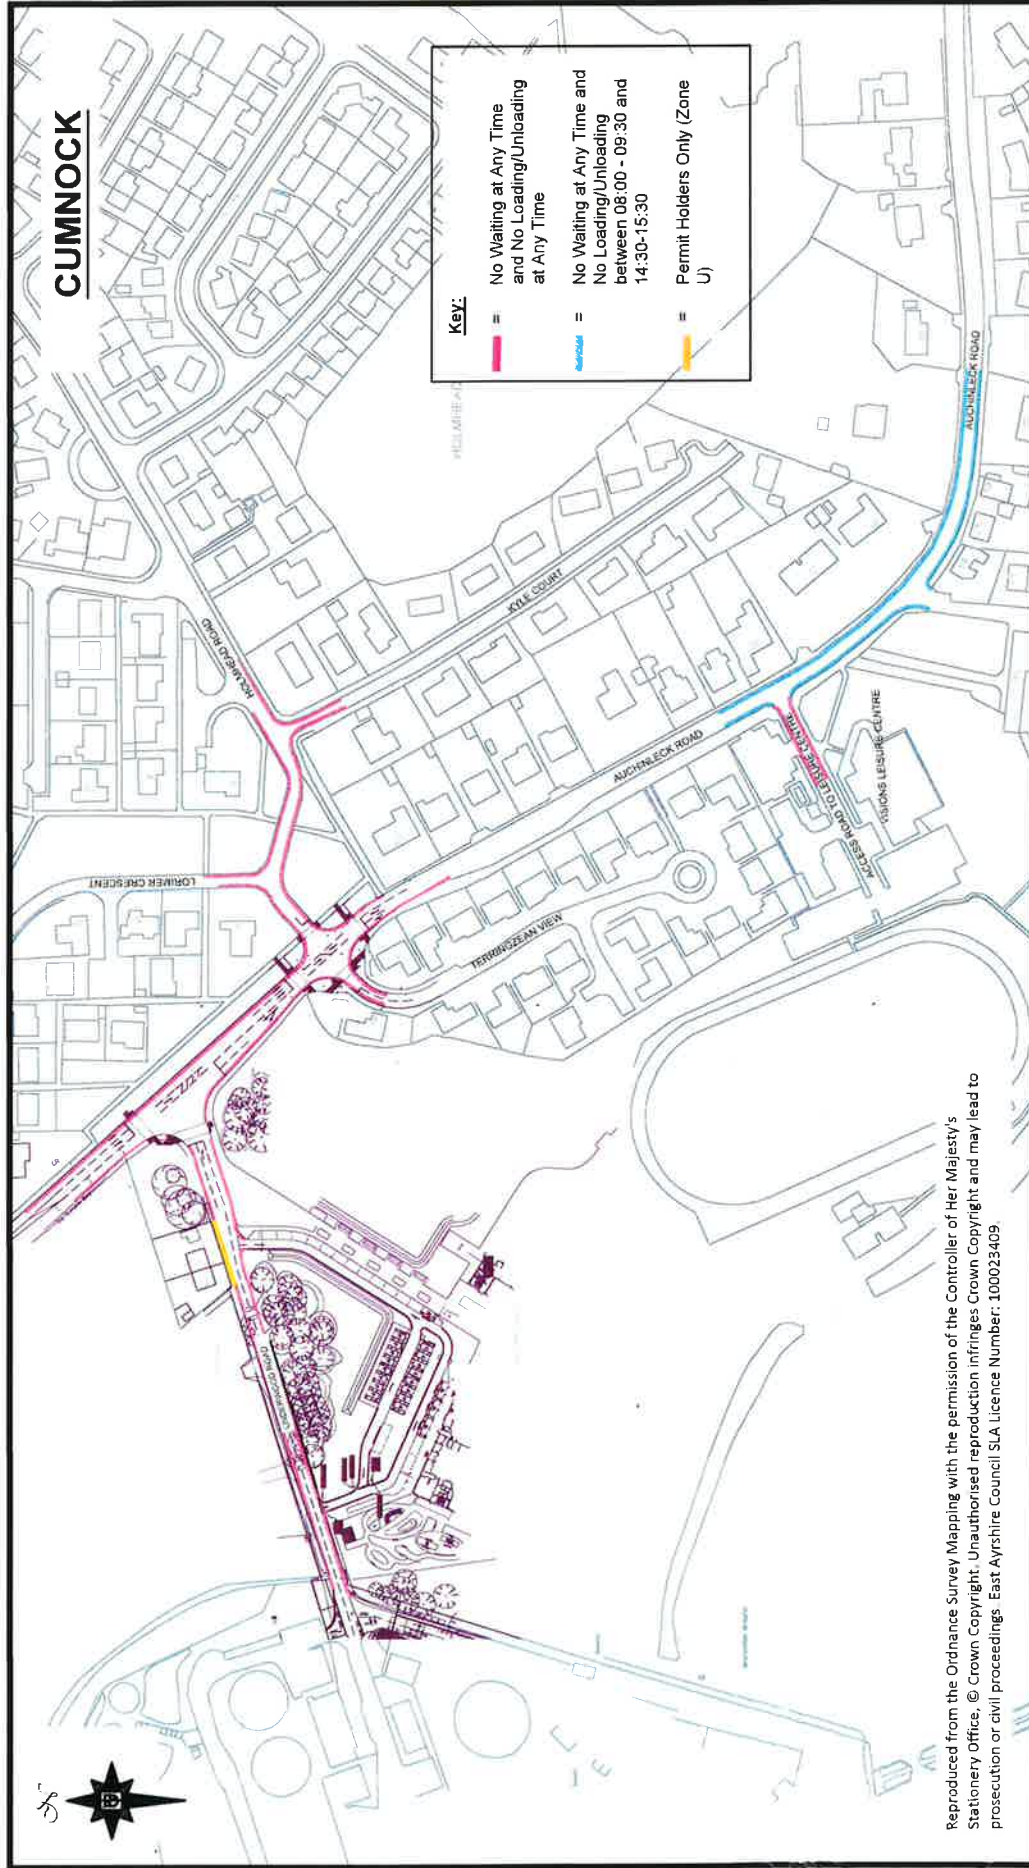 CUMNOCK
Key:
= No Waiting at Any Time
and No Loading/Unloading
at Any Time
= No Waiting at Any Time and
No Loading/Unloading
between 08:00 - 09:30 and
14:30-15:30
= Permit Holders Only (Zone
U)
HOLMHEAD
HOLMHEAD ROAD
KYLE COURT
LORIMER CRESCENT
AUCHINLECK ROAD
AUCHINLECK ROAD
TERRINGZEAN VIEW
ACCESS ROAD TO LEISURE CENTRE
VISIONS LEISURE CENTRE
UNDERWOOD ROAD
Reproduced from the Ordnance Survey Mapping with the permission of the Controller of Her Majesty's
Stationery Office, © Crown Copyright. Unauthorised reproduction infringes Crown Copyright and may lead to
prosecution or civil proceedings. East Ayrshire Council SLA Licence Number: 100023409.